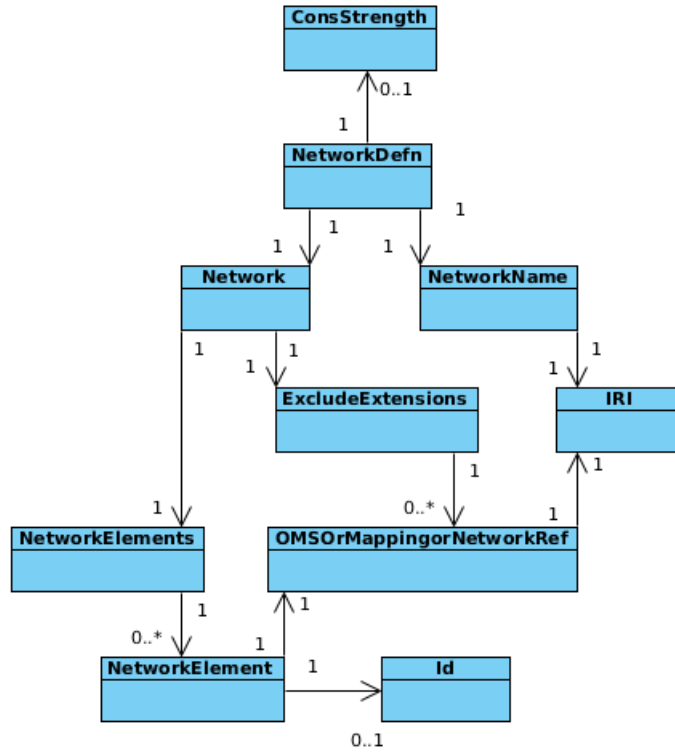 ConsStrength
0..1
1
NetworkDefn
1
1
1
1
Network
NetworkName
1
1
1
1
1
ExcludeExtensions
IRI
1
1
0..*
1
1
NetworkElements
OMSOrMappingorNetworkRef
1
1
0..*
1
NetworkElement
1
Id
0..1